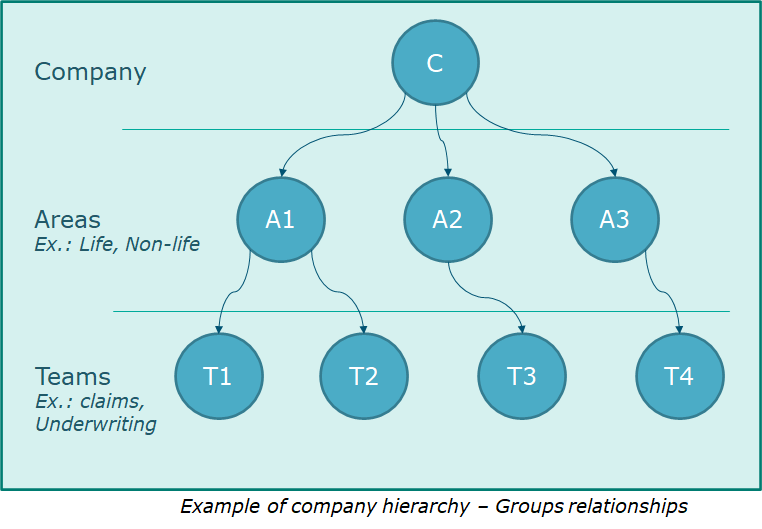 Company
C
Areas
Ex.: Life, Non-life
A1
A2
A3
Teams
Ex.: claims,
Underwriting
T1
T2
T3
T4
Example of company hierarchy – Groups relationships